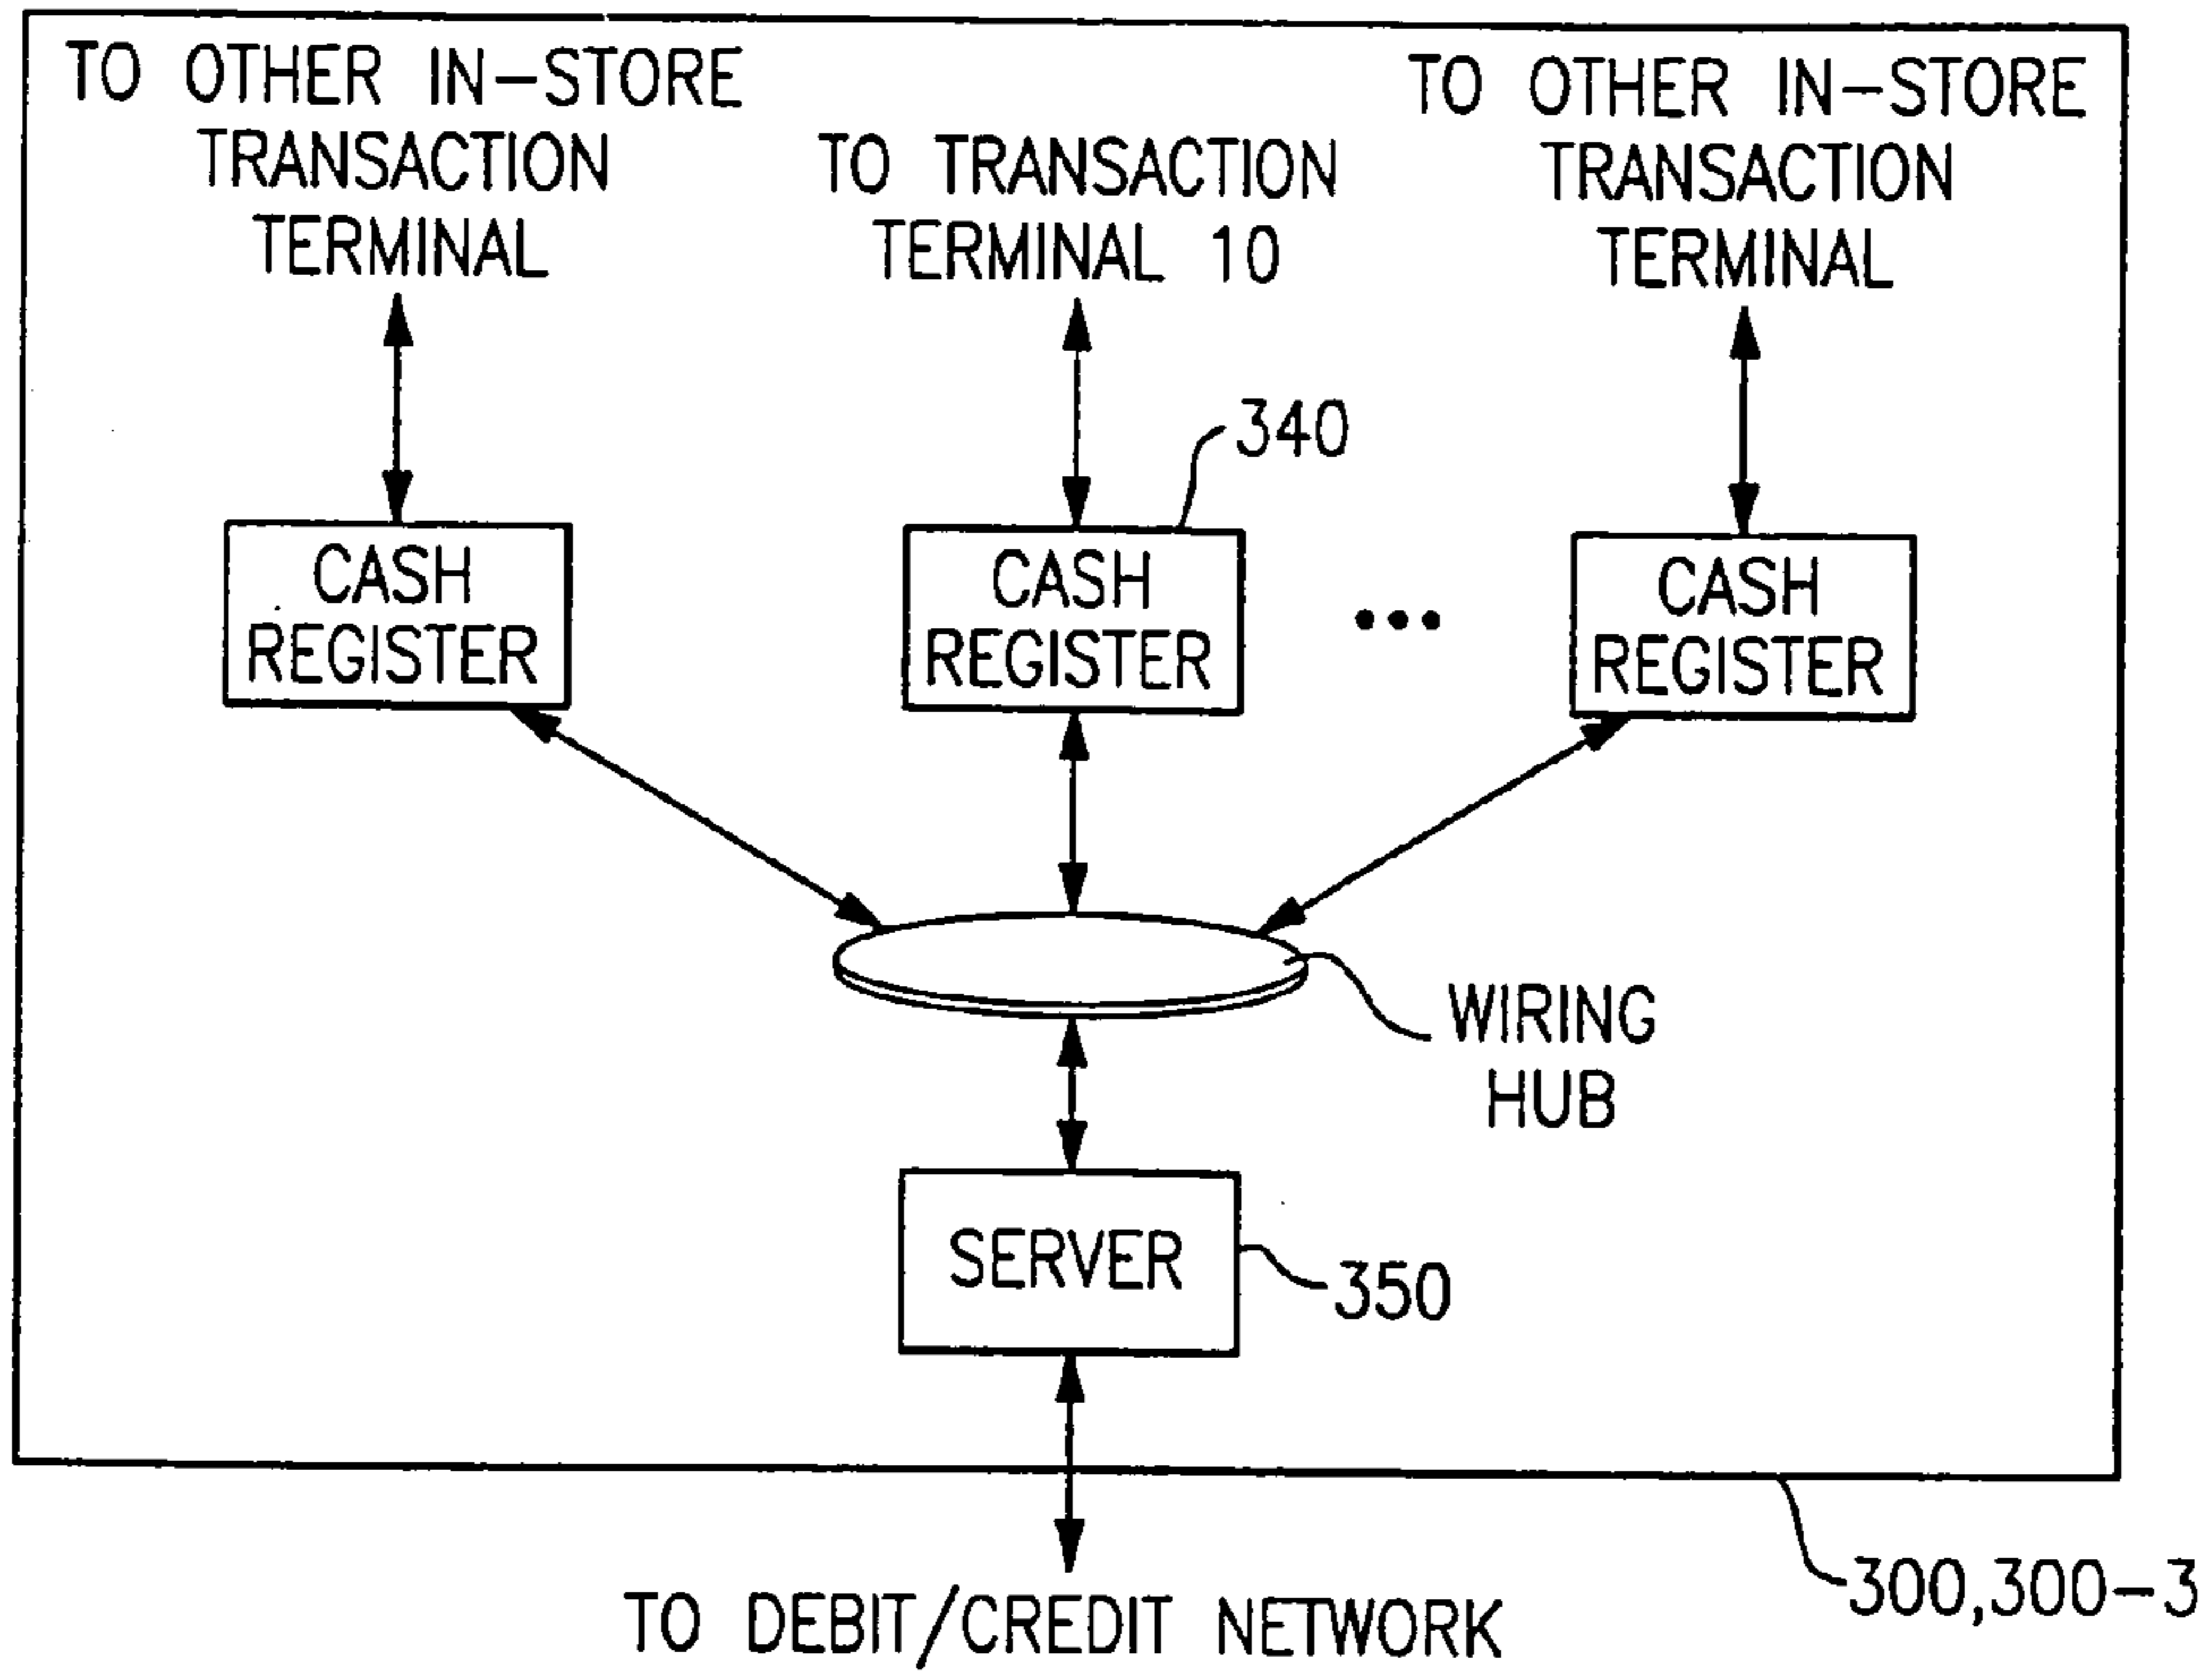 TO OTHER IN-STORE
TRANSACTION
TERMINAL
TO TRANSACTION
TERMINAL 10
TO OTHER IN-STORE
TRANSACTION
TERMINAL
340
CASH
REGISTER
CASH
REGISTER
CASH
REGISTER
WIRING
HUB
SERVER
350
300,300-3
TO DEBIT/CREDIT NETWORK